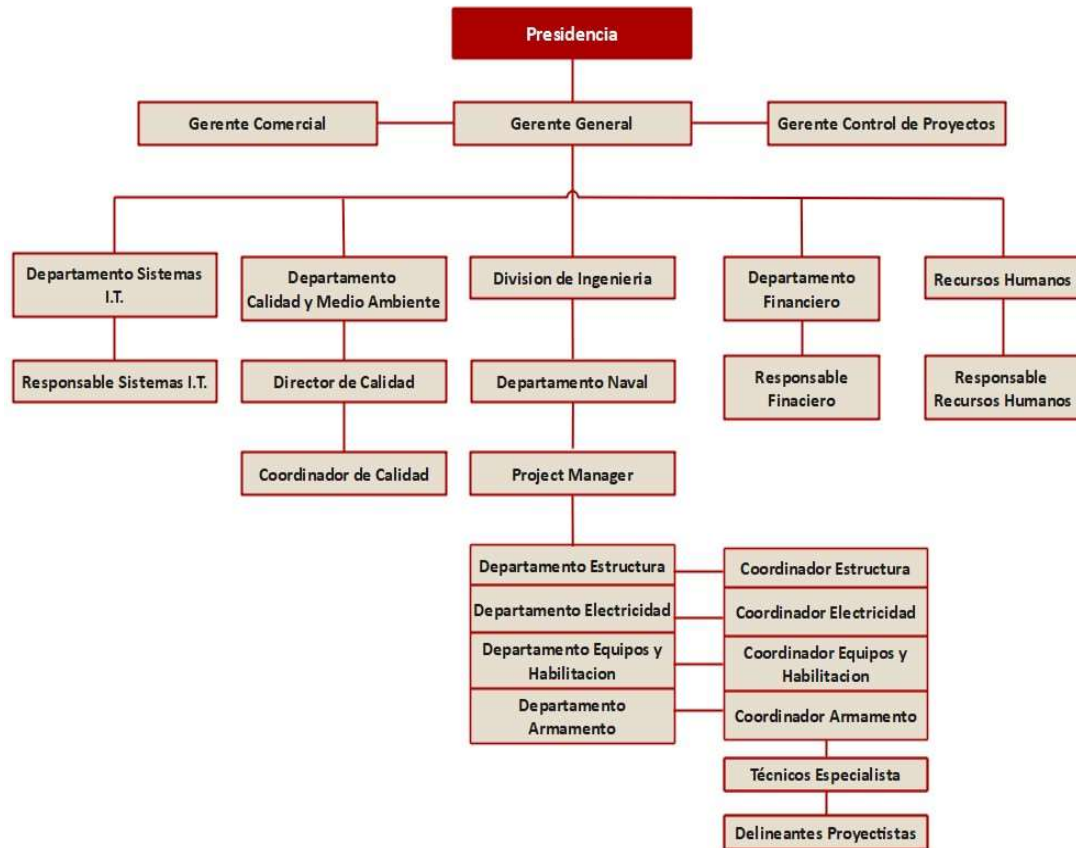 Presidencia
Gerente Comercial
Gerente General
Gerente Control de Proyectos
Departamento Sistemas
I.T.
Departamento
Calidad y Medio Ambiente
Division de Ingenieria
Departamento
Financiero
Recursos Humanos
Responsable Sistemas I.T.
Director de Calidad
Departamento Naval
Responsable
Finaciero
Responsable
Recursos Humanos
Coordinador de Calidad
Project Manager
Departamento Estructura
Coordinador Estructura
Departamento Electricidad
Coordinador Electricidad
Departamento Equipos y
Habilitacion
Coordinador Equipos y
Habilitacion
Departamento
Armamento
Coordinador Armamento
Técnicos Especialista
Delineantes Proyectistas